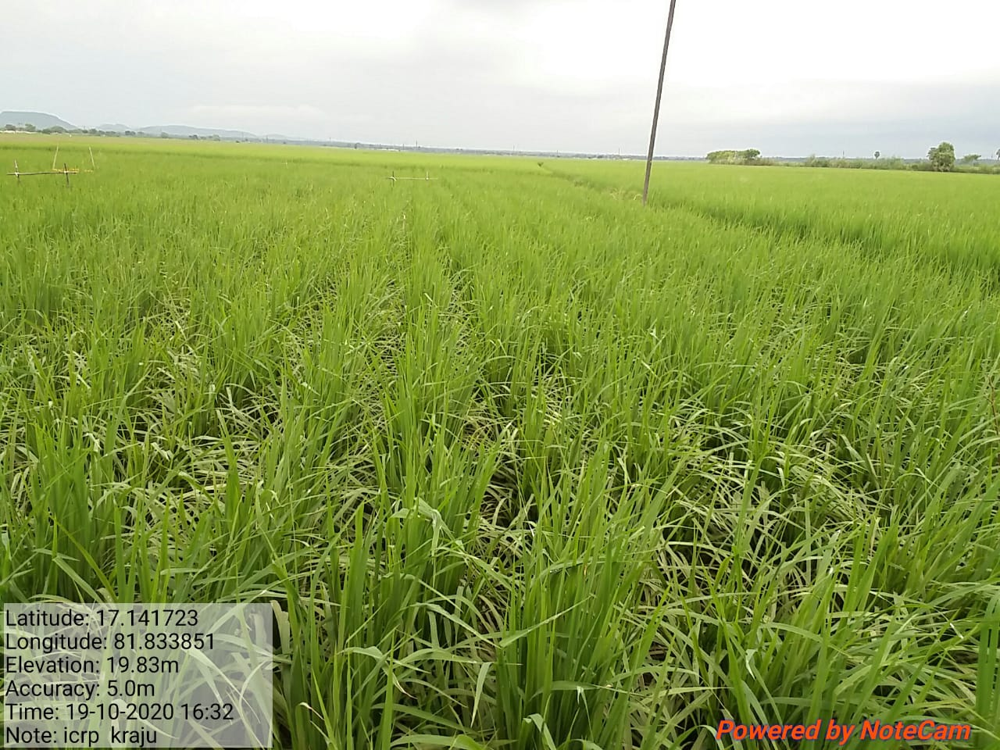 Latitude: 17.141723
Longitude: 81.833851
Elevation: 19.83m
Accuracy: 5.0m
Time: 19-10-2020 16:32
Note: icrp kraju
Powered by NoteCam